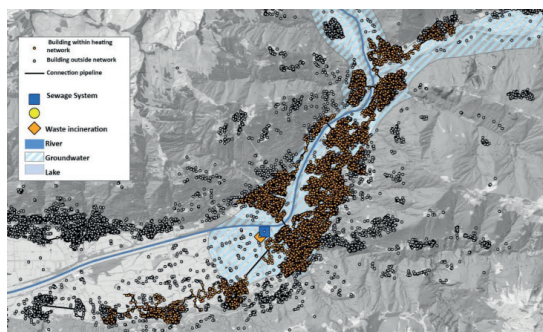 Building within heating
network
Building outside network
Connection pipeline
Sewage System
Waste incineration
River
Groundwater
Lake